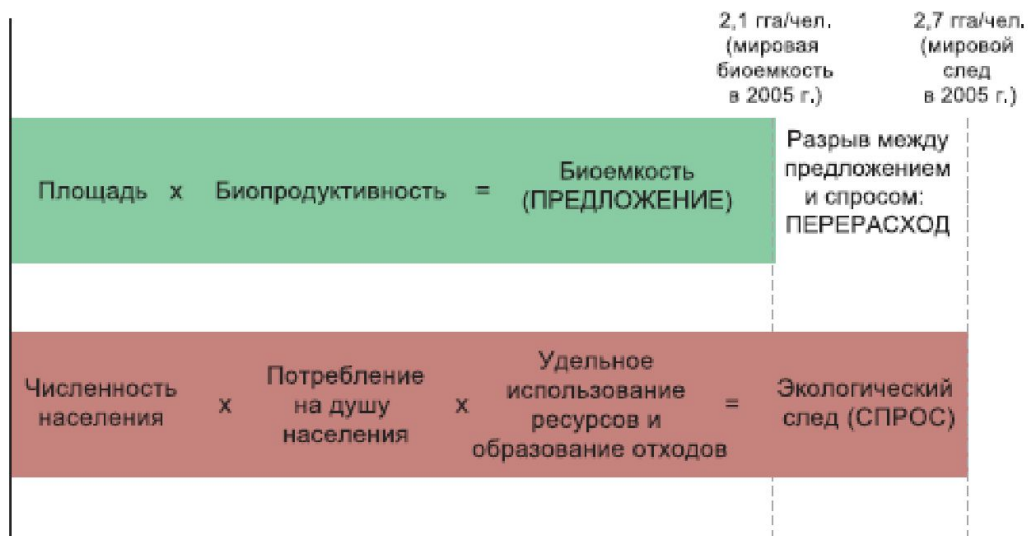 2,1 гга/чел.
(мировая
биоемкость
в 2005 г.)
2,7 гга/чел.
(мировой
след
в 2005 г.)
Площадь х Биопродуктивность =
Биоемкость
(ПРЕДЛОЖЕНИЕ)
Разрыв между
предложением
и спросом:
ПЕРЕРАСХОД
Численность
населения
х
Потребление
на душу
населения
х
Удельное
использование
ресурсов и
образование отходов
=
Экологический
след (СПРОС)